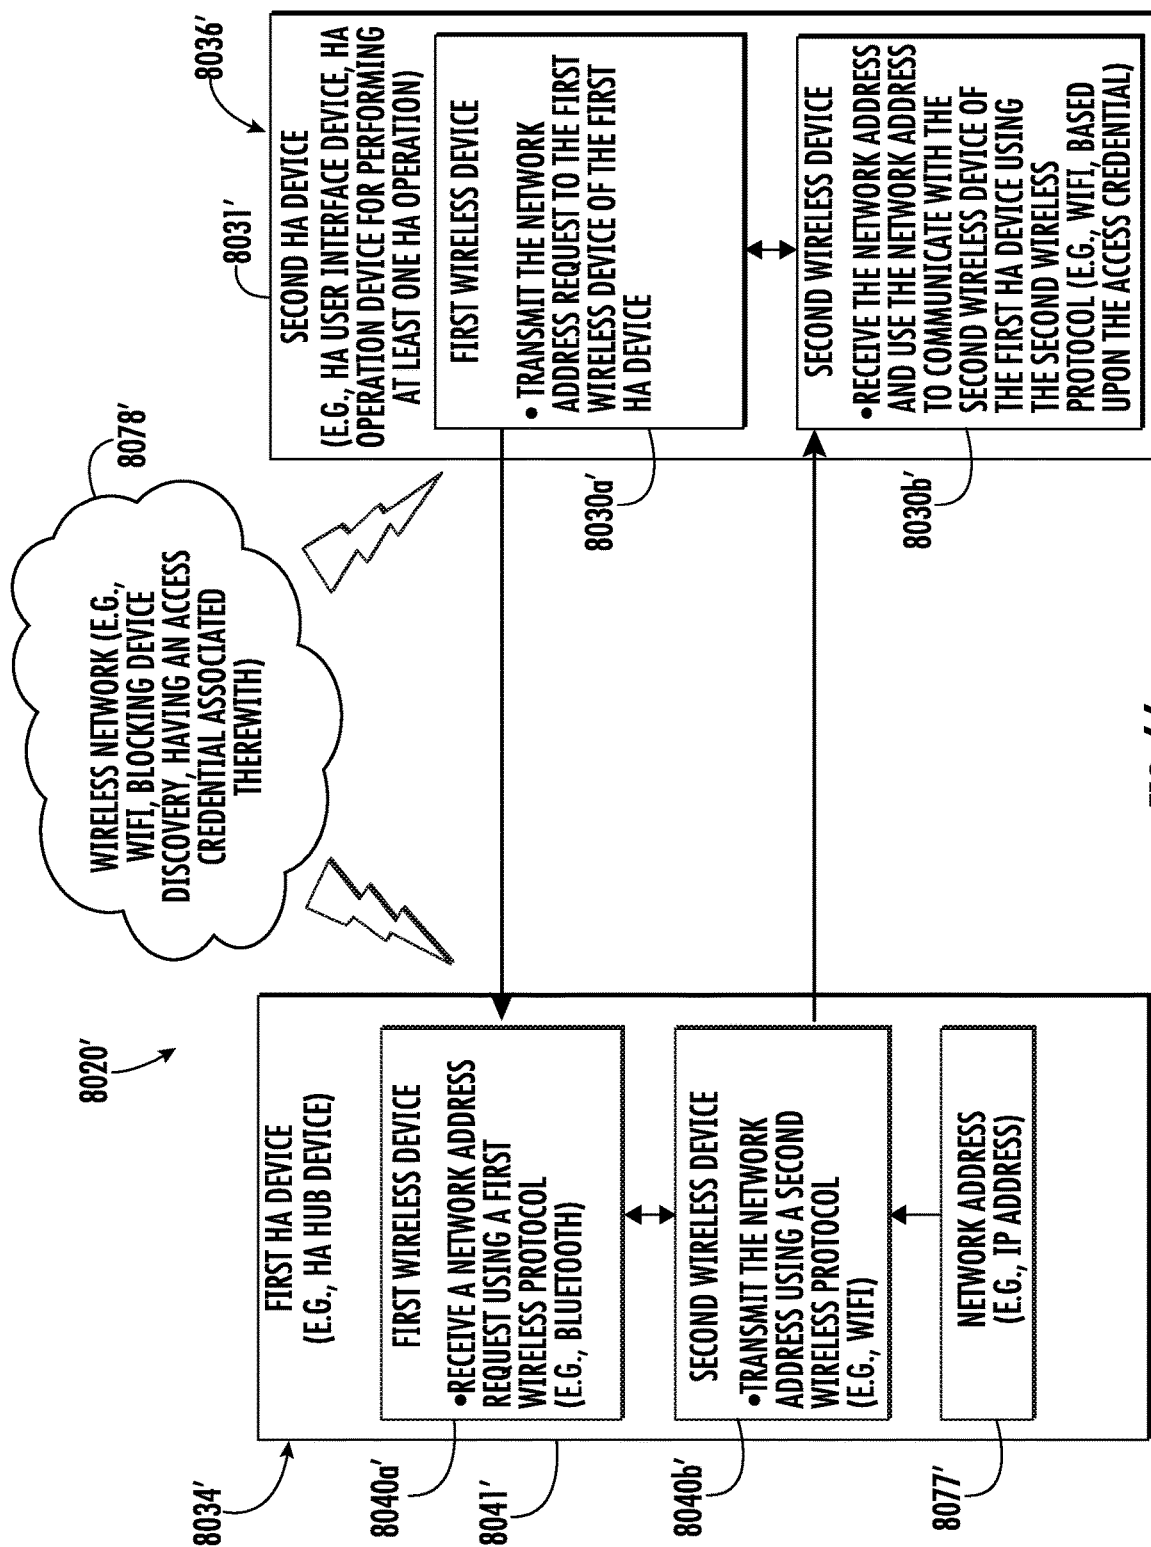 8020'
8034'
FIRST HA DEVICE
(E.G., HA HUB DEVICE)
8040a'
FIRST WIRELESS DEVICE
•RECEIVE A NETWORK ADDRESS
REQUEST USING A FIRST
WIRELESS PROTOCOL
(E.G., BLUETOOTH)
8041'
8040b'
SECOND WIRELESS DEVICE
•TRANSMIT THE NETWORK
ADDRESS USING A SECOND
WIRELESS PROTOCOL
(E.G., WIFI)
8077'
NETWORK ADDRESS
(E.G., IP ADDRESS)
8078'
WIRELESS NETWORK (E.G.,
WIFI, BLOCKING DEVICE
DISCOVERY, HAVING AN ACCESS
CREDENTIAL ASSOCIATED
THEREWITH)
8036'
8031'
SECOND HA DEVICE
(E.G., HA USER INTERFACE DEVICE, HA
OPERATION DEVICE FOR PERFORMING
AT LEAST ONE HA OPERATION)
FIRST WIRELESS DEVICE
• TRANSMIT THE NETWORK
ADDRESS REQUEST TO THE FIRST
WIRELESS DEVICE OF THE FIRST
HA DEVICE
8030a'
SECOND WIRELESS DEVICE
•RECEIVE THE NETWORK ADDRESS
AND USE THE NETWORK ADDRESS
TO COMMUNICATE WITH THE
SECOND WIRELESS DEVICE OF
THE FIRST HA DEVICE USING
THE SECOND WIRELESS
PROTOCOL (E.G., WIFI, BASED
UPON THE ACCESS CREDENTIAL)
8030b'